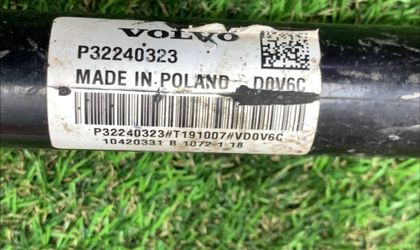 VOLVO
P32240323
MADE IN POLAND D0V6C
P32240323#T191007#VD0V6C
10420331 B 1072-1 18